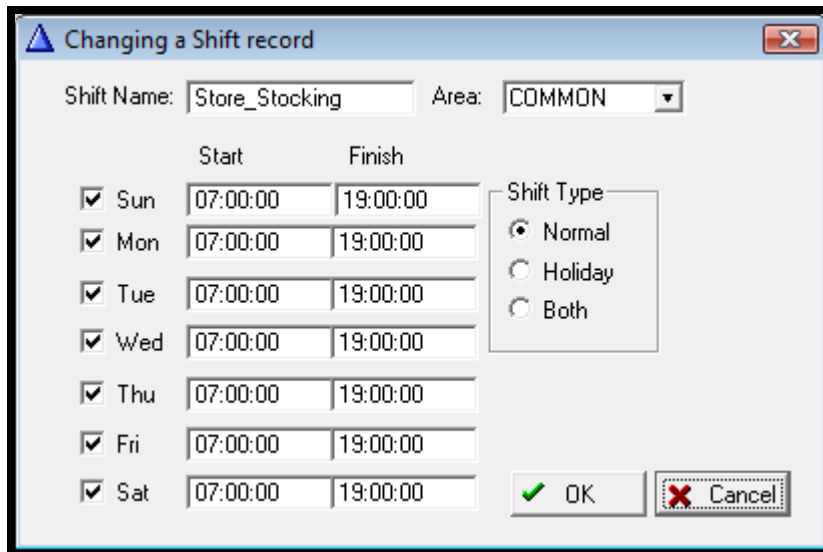 Changing a Shift record
Shift Name: Store_Stocking Area: COMMON
Start Finish
Sun 07:00:00 19:00:00
Mon 07:00:00 19:00:00
Tue 07:00:00 19:00:00
Wed 07:00:00 19:00:00
Thu 07:00:00 19:00:00
Fri 07:00:00 19:00:00
Sat 07:00:00 19:00:00
Shift Type
Normal
Holiday
Both
OK Cancel